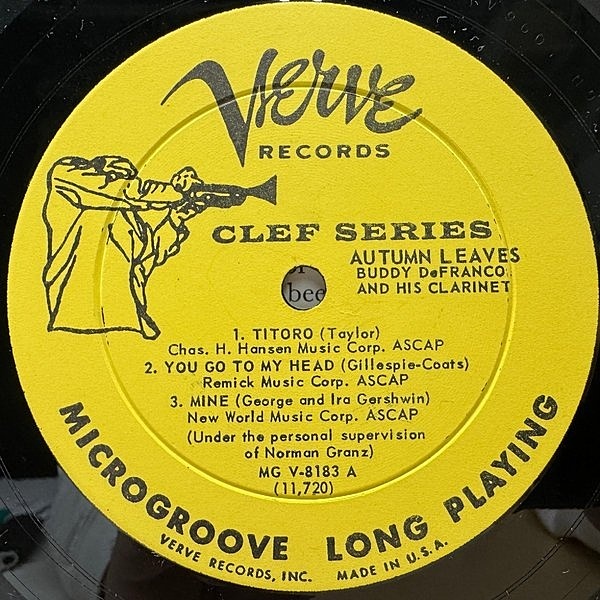 Verve
RECORDS
CLEF SERIES
AUTUMN LEAVES
BUDDY DeFRANCO
AND HIS CLARINET
bee
1. TITORO (Taylor)
Chas. H. Hansen Music Corp. ASCAP
2. YOU GO TO MY HEAD (Gillespie-Coats)
Remick Music Corp. ASCAP
3. MINE (George and Ira Gershwin)
New World Music Corp. ASCAP
(Under the personal supervision
of Norman Granz)
MG V-8183 A
(11,720)
MICROGROOVE LONG PLAYING
VERVE RECORDS, INC. MADE IN U.S.A.